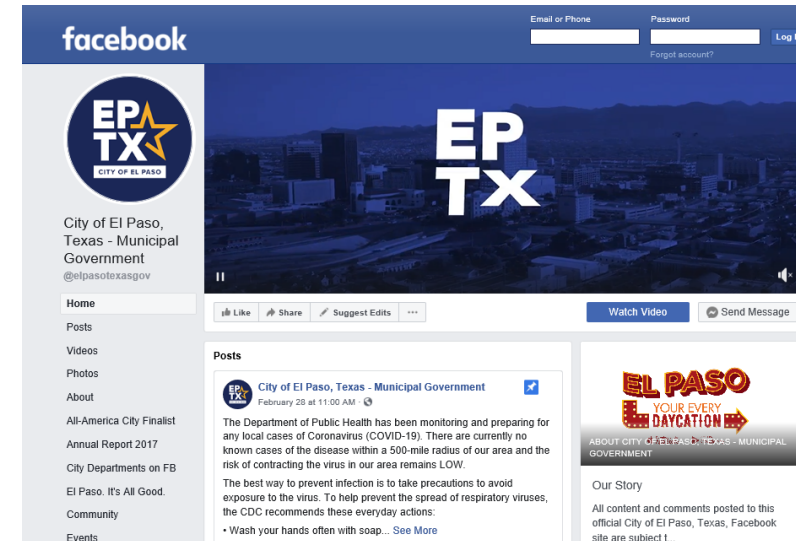 Email or Phone
Password
facebook
Log I
Forgot account?
EP
TX
CITY OF EL PASO
EP
TX
City of El Paso,
Texas - Municipal
Government
@elpasotexasgov
Home
Posts
Videos
Photos
About
All-America City Finalist
Annual Report 2017
City Departments on FB
El Paso. It's All Good.
Community
Events
Like
Share
Suggest Edits
Watch Video
Send Message
Posts
EP
TX
City of El Paso, Texas - Municipal Government
February 28 at 11:00 AM ·
The Department of Public Health has been monitoring and preparing for
any local cases of Coronavirus (COVID-19). There are currently no
known cases of the disease within a 500-mile radius of our area and the
risk of contracting the virus in our area remains LOW.
The best way to prevent infection is to take precautions to avoid
exposure to the virus. To help prevent the spread of respiratory viruses,
the CDC recommends these everyday actions:
• Wash your hands often with soap... See More
EL PASO
YOUR EVERY
DAYCATION
ABOUT CITY OF EL PASO, TEXAS - MUNICIPAL
GOVERNMENT
Our Story
All content and comments posted to this
official City of El Paso, Texas, Facebook
site are subject t...